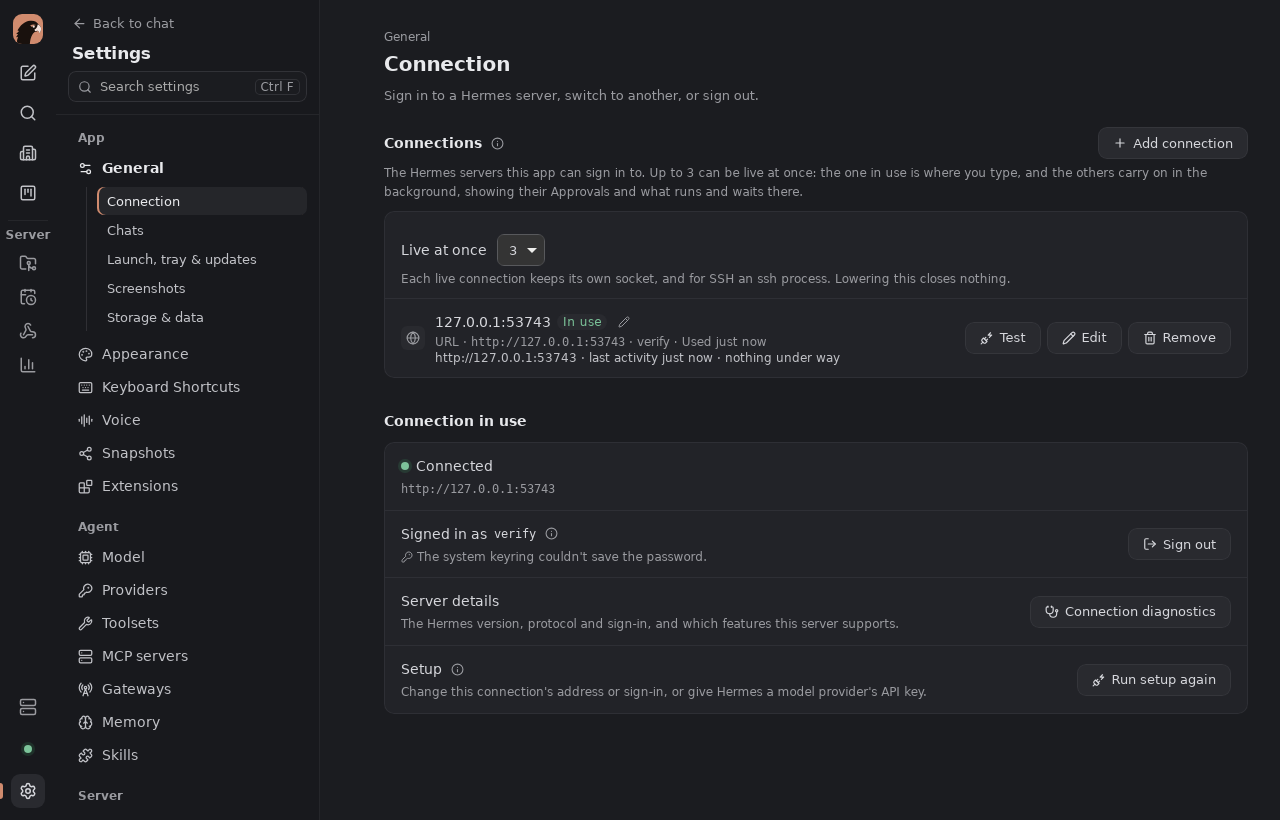 Back to chat
Settings
Search settings
Ctrl F
App
General
Connection
Chats
Launch, tray & updates
Screenshots
Storage & data
Appearance
Keyboard Shortcuts
Voice
Snapshots
Extensions
Agent
Model
Providers
Toolsets
MCP servers
Gateways
Memory
Skills
Server
Server
General
Connection
Sign in to a Hermes server, switch to another, or sign out.
Connections
Add connection
The Hermes servers this app can sign in to. Up to 3 can be live at once: the one in use is where you type, and the others carry on in the
background, showing their Approvals and what runs and waits there.
Live at once
3
Each live connection keeps its own socket, and for SSH an ssh process. Lowering this closes nothing.
127.0.0.1:53743
In use
URL · http://127.0.0.1:53743 · verify · Used just now
http://127.0.0.1:53743 · last activity just now · nothing under way
Test
Edit
Remove
Connection in use
Connected
http://127.0.0.1:53743
Signed in as verify
The system keyring couldn't save the password.
Sign out
Server details
The Hermes version, protocol and sign-in, and which features this server supports.
Connection diagnostics
Setup
Change this connection's address or sign-in, or give Hermes a model provider's API key.
Run setup again